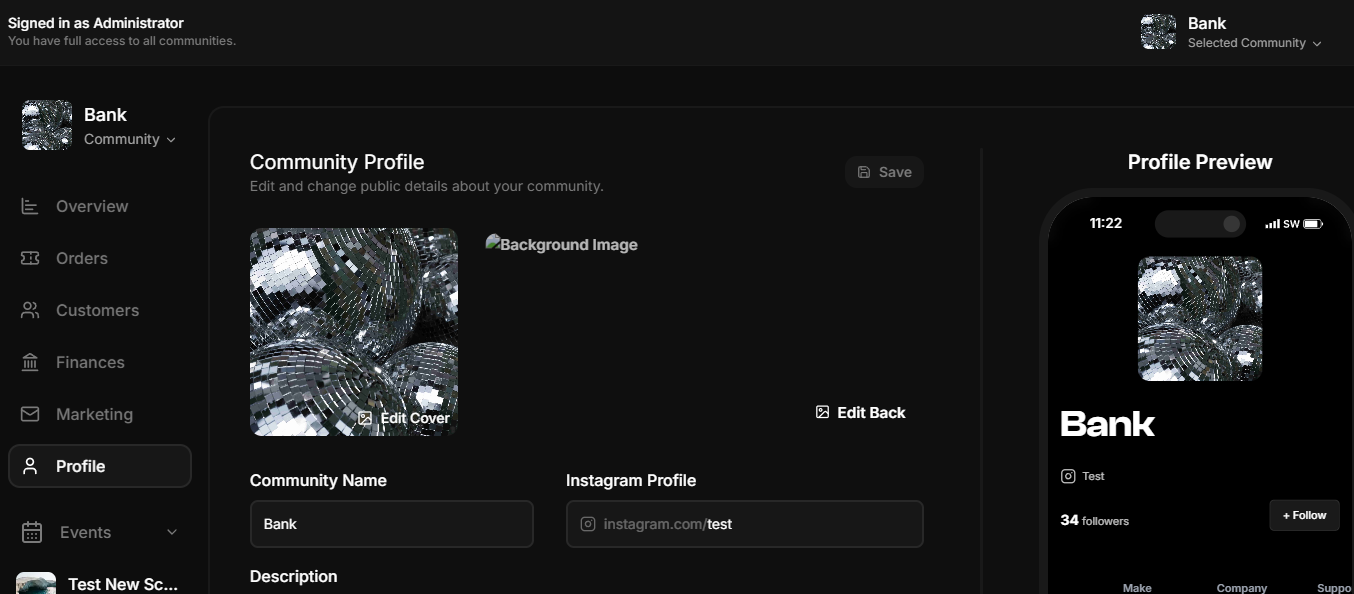 Signed in as Administrator
You have full access to all communities.
Bank
Selected Community
Bank
Community
Overview
Orders
Customers
Finances
Marketing
Profile
Events
Test New Sc...
Community Profile
Edit and change public details about your community.
Save
Background Image
Edit Cover
Edit Back
Community Name
Bank
Instagram Profile
instagram.com/test
Description
Profile Preview
11:22
SW
Bank
Test
34 followers
+ Follow
Make
Company
Suppo